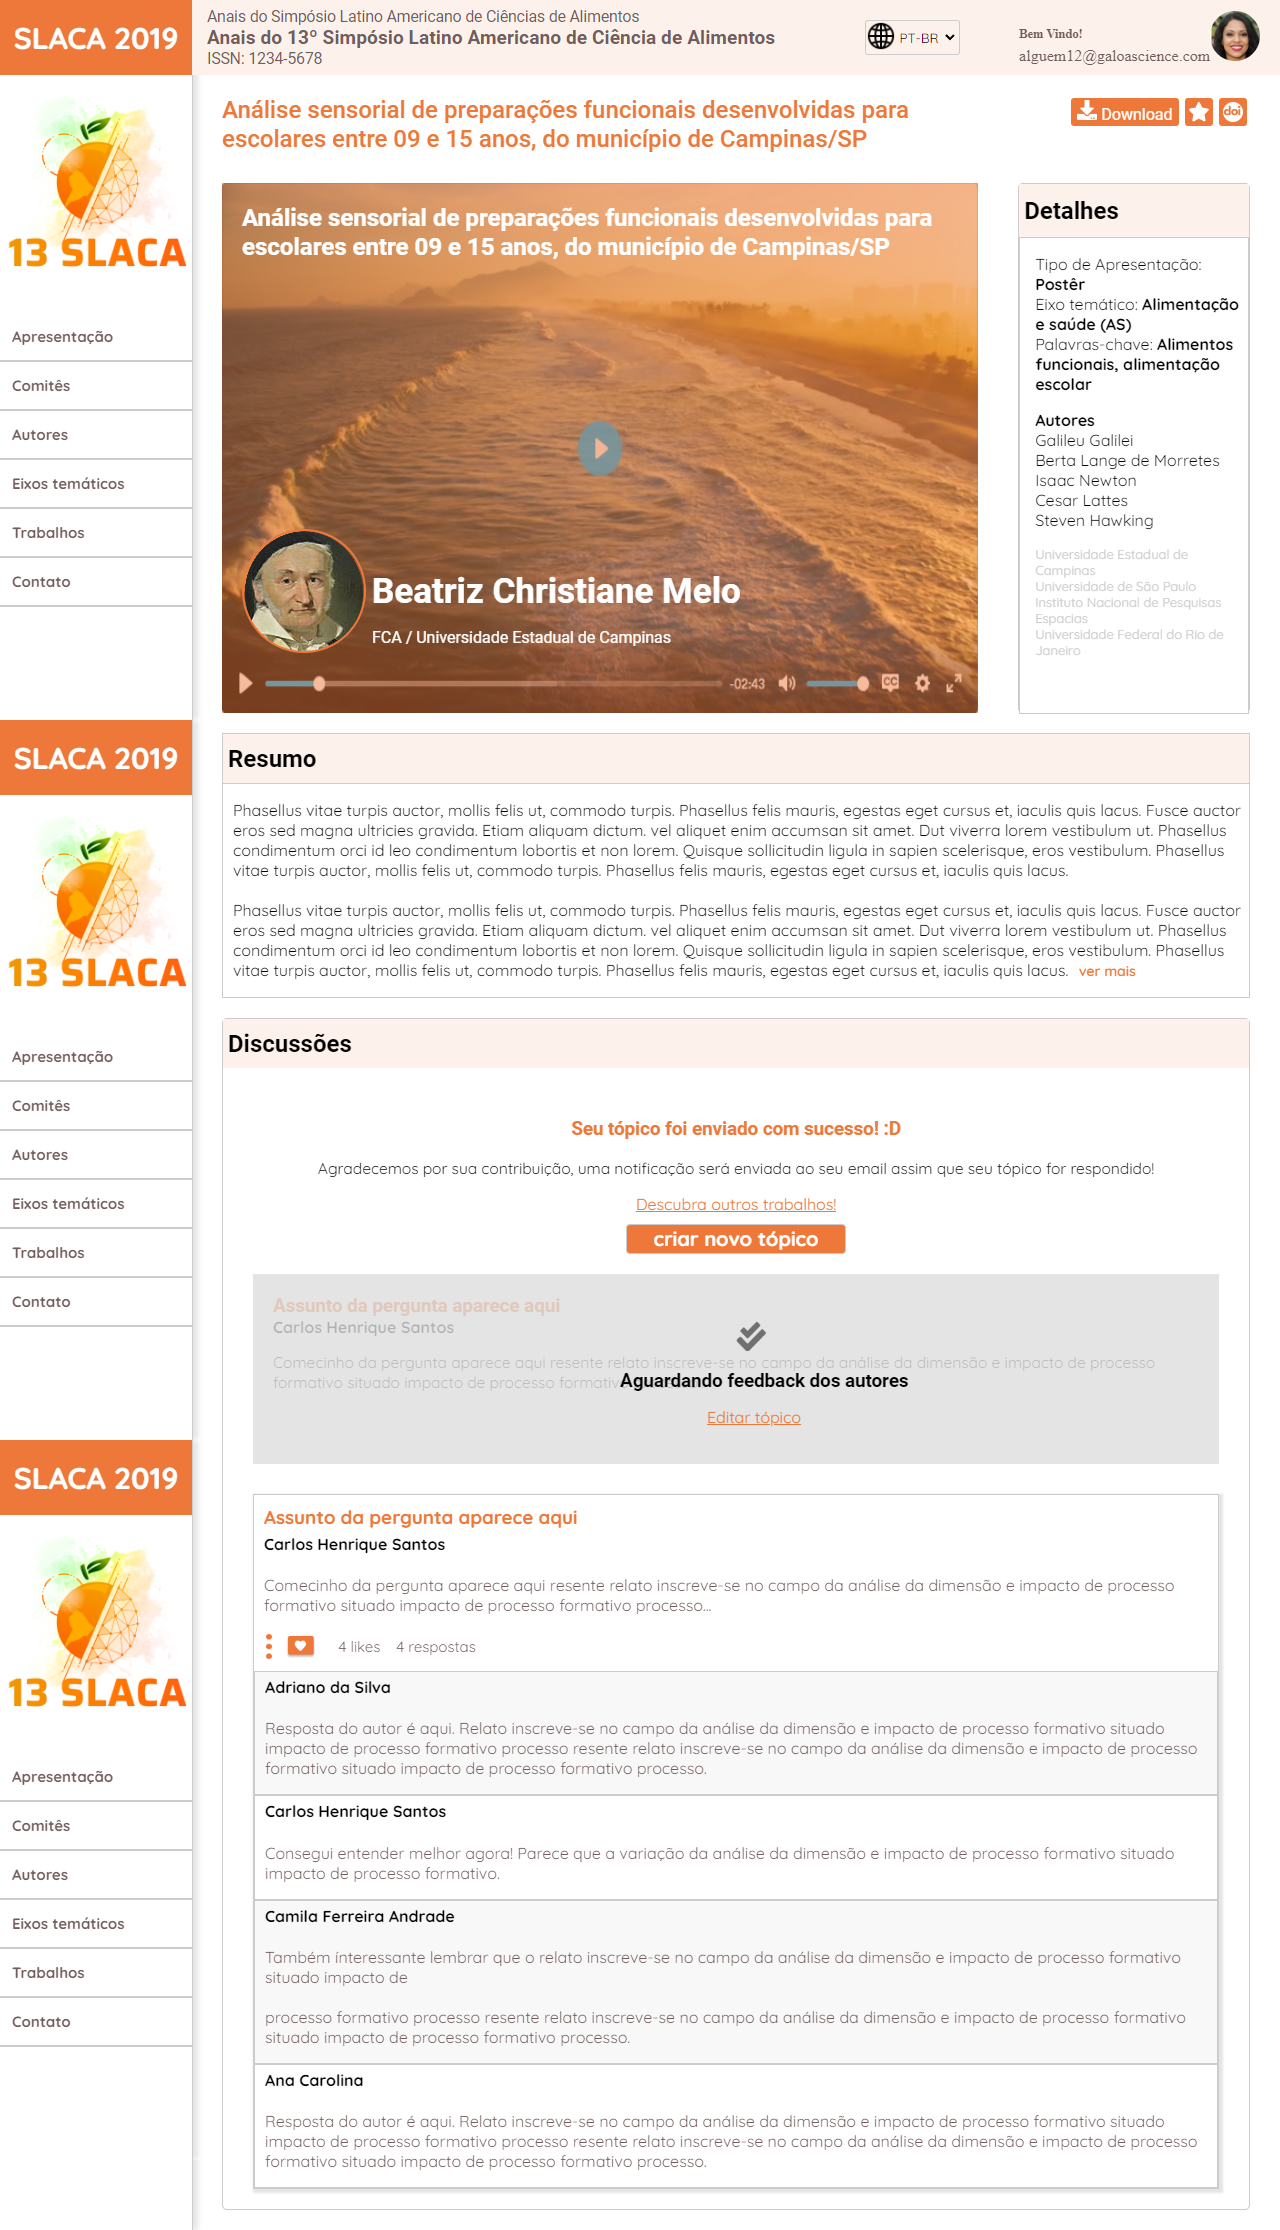 SLACA 2019
Anais do Simpósio Latino Americano de Ciências de Alimentos
Anais do 13º Simpósio Latino Americano de Ciência de Alimentos
ISSN: 1234-5678
PT-BR
Bem Vindo!
alguem12@galoascience.com
13 SLACA
Apresentação
Comitês
Autores
Eixos temáticos
Trabalhos
Contato
Análise sensorial de preparações funcionais desenvolvidas para
escolares entre 09 e 15 anos, do município de Campinas/SP
Download
doi
Análise sensorial de preparações funcionais desenvolvidas para
escolares entre 09 e 15 anos, do município de Campinas/SP
Beatriz Christiane Melo
FCA / Universidade Estadual de Campinas
-02:43
CC
Detalhes
Tipo de Apresentação:
Postêr
Eixo temático: Alimentação
e saúde (AS)
Palavras-chave: Alimentos
funcionais, alimentação
escolar
Autores
Galileu Galilei
Berta Lange de Morretes
Isaac Newton
Cesar Lattes
Steven Hawking
Universidade Estadual de
Campinas
Universidade de São Paulo
Instituto Nacional de Pesquisas
Espacias
Universidade Federal do Rio de
Janeiro
SLACA 2019
13 SLACA
Apresentação
Comitês
Autores
Eixos temáticos
Trabalhos
Contato
Resumo
Phasellus vitae turpis auctor, mollis felis ut, commodo turpis. Phasellus felis mauris, egestas eget cursus et, iaculis quis lacus. Fusce auctor
eros sed magna ultricies gravida. Etiam aliquam dictum. vel aliquet enim accumsan sit amet. Dut viverra lorem vestibulum ut. Phasellus
condimentum orci id leo condimentum lobortis et non lorem. Quisque sollicitudin ligula in sapien scelerisque, eros vestibulum. Phasellus
vitae turpis auctor, mollis felis ut, commodo turpis. Phasellus felis mauris, egestas eget cursus et, iaculis quis lacus.
Phasellus vitae turpis auctor, mollis felis ut, commodo turpis. Phasellus felis mauris, egestas eget cursus et, iaculis quis lacus. Fusce auctor
eros sed magna ultricies gravida. Etiam aliquam dictum. vel aliquet enim accumsan sit amet. Dut viverra lorem vestibulum ut. Phasellus
condimentum orci id leo condimentum lobortis et non lorem. Quisque sollicitudin ligula in sapien scelerisque, eros vestibulum. Phasellus
vitae turpis auctor, mollis felis ut, commodo turpis. Phasellus felis mauris, egestas eget cursus et, iaculis quis lacus. ver mais
Discussões
Seu tópico foi enviado com sucesso! :D
Agradecemos por sua contribuição, uma notificação será enviada ao seu email assim que seu tópico for respondido!
Descubra outros trabalhos!
criar novo tópico
Assunto da pergunta aparece aqui
Carlos Henrique Santos
Comecinho da pergunta aparece aqui resente relato inscreve-se no campo da análise da dimensão e impacto de processo
formativo situado impacto de processo
Aguardando feedback dos autores
Editar tópico
SLACA 2019
13 SLACA
Apresentação
Comitês
Autores
Eixos temáticos
Trabalhos
Contato
Assunto da pergunta aparece aqui
Carlos Henrique Santos
Comecinho da pergunta aparece aqui resente relato inscreve-se no campo da análise da dimensão e impacto de processo
formativo situado impacto de processo formativo processo...
4 likes 4 respostas
Adriano da Silva
Resposta do autor é aqui. Relato inscreve-se no campo da análise da dimensão e impacto de processo formativo situado
impacto de processo formativo processo resente relato inscreve-se no campo da análise da dimensão e impacto de processo
formativo situado impacto de processo formativo processo.
Carlos Henrique Santos
Consegui entender melhor agora! Parece que a variação da análise da dimensão e impacto de processo formativo situado
impacto de processo formativo.
Camila Ferreira Andrade
Também ínteressante lembrar que o relato inscreve-se no campo da análise da dimensão e impacto de processo formativo
situado impacto de
processo formativo processo resente relato inscreve-se no campo da análise da dimensão e impacto de processo formativo
situado impacto de processo formativo processo.
Ana Carolina
Resposta do autor é aqui. Relato inscreve-se no campo da análise da dimensão e impacto de processo formativo situado
impacto de processo formativo processo resente relato inscreve-se no campo da análise da dimensão e impacto de processo
formativo situado impacto de processo formativo processo.